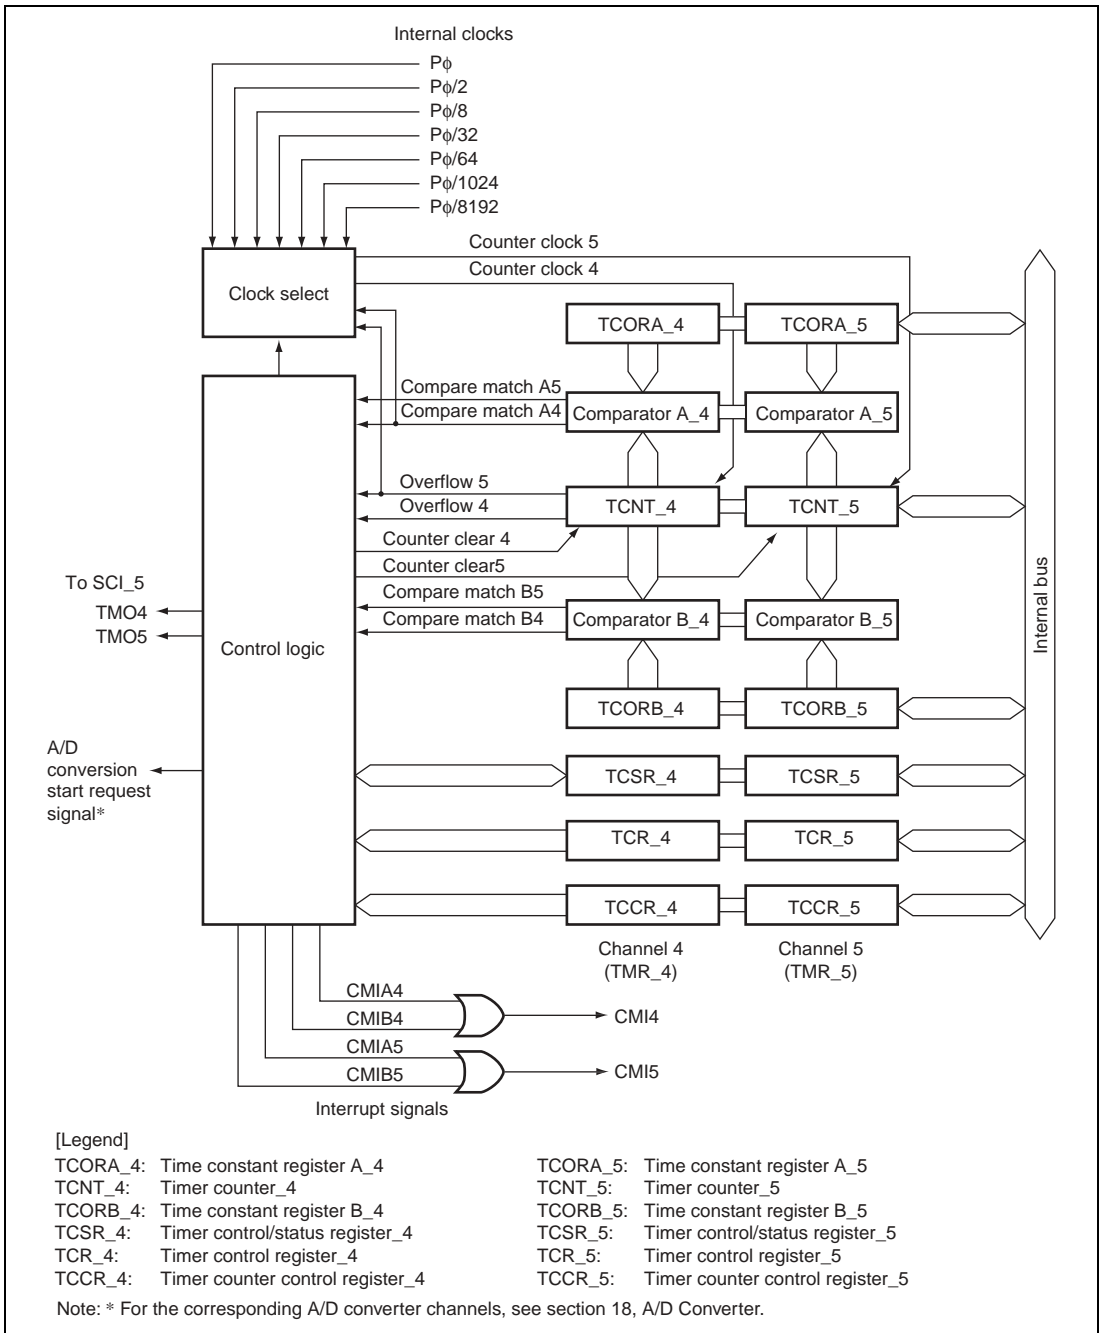 Internal clocks
Pϕ
Pϕ/2
Pϕ/8
Pϕ/32
Pϕ/64
Pϕ/1024
Pϕ/8192
Counter clock 5
Counter clock 4
Clock select
TCORA_4
TCORA_5
Compare match A5
Compare match A4
Comparator A_4
Comparator A_5
Overflow 5
Overflow 4
TCNT_4
TCNT_5
Counter clear 4
Counter clear5
To SCI_5
TMO4
TMO5
Compare match B5
Compare match B4
Comparator B_4
Comparator B_5
Control logic
Internal bus
TCORB_4
TCORB_5
A/D
conversion
start request
signal*
TCSR_4
TCSR_5
TCR_4
TCR_5
TCCR_4
TCCR_5
Channel 4
(TMR_4)
Channel 5
(TMR_5)
CMIA4
CMIB4
CMI4
CMIA5
CMIB5
CMI5
Interrupt signals
[Legend]
TCORA_4: Time constant register A_4
TCNT_4: Timer counter_4
TCORB_4: Time constant register B_4
TCSR_4: Timer control/status register_4
TCR_4: Timer control register_4
TCCR_4: Timer counter control register_4
TCORA_5: Time constant register A_5
TCNT_5: Timer counter_5
TCORB_5: Time constant register B_5
TCSR_5: Timer control/status register_5
TCR_5: Timer control register_5
TCCR_5: Timer counter control register_5
Note: * For the corresponding A/D converter channels, see section 18, A/D Converter.